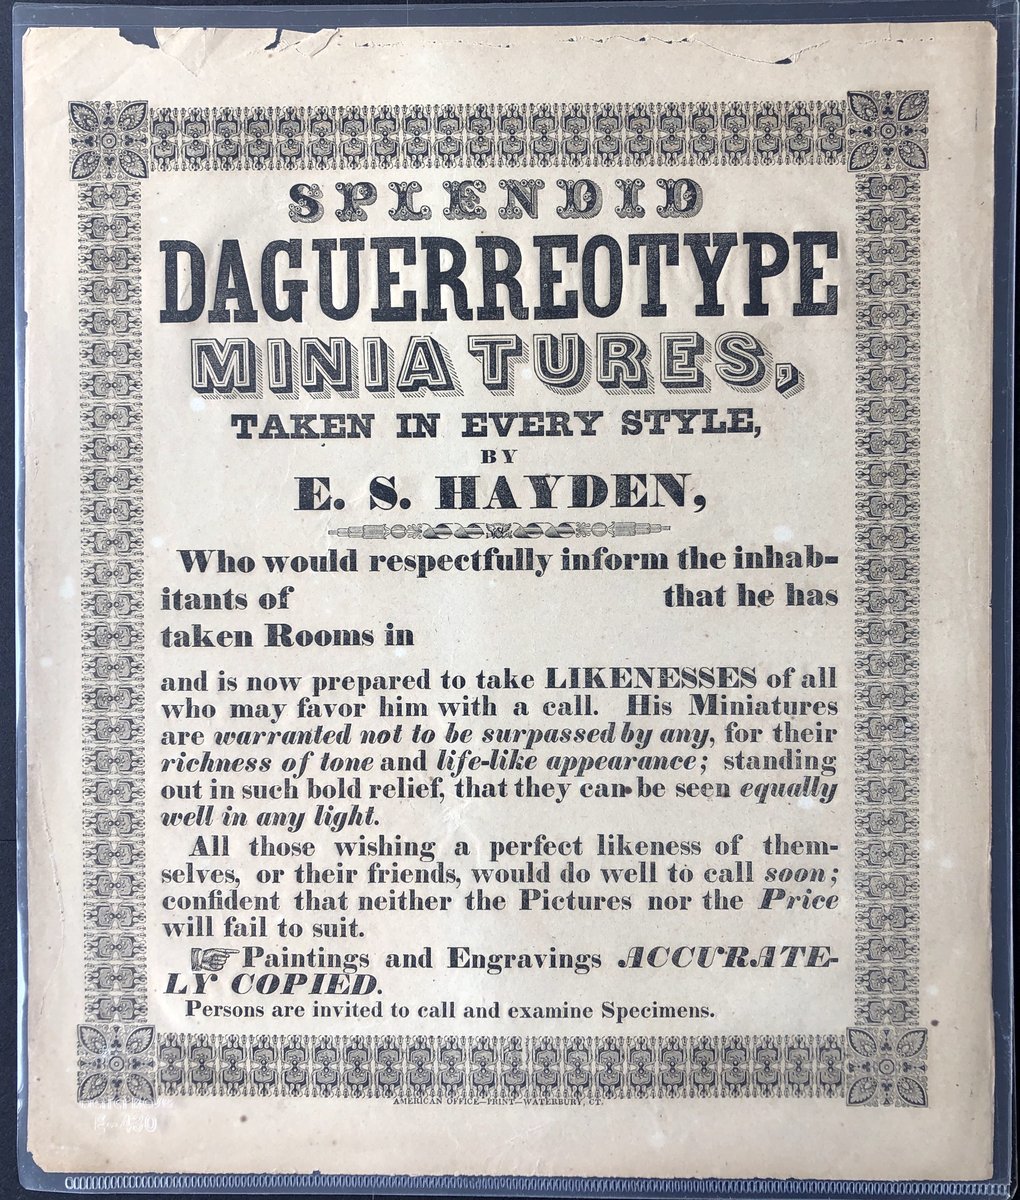 SPLENDID
DAGUERREOTYPE
MINIATURES,
TAKEN IN EVERY STYLE,
BY
E. S. HAYDEN,
Who would respectfully inform the inhab-
itants of that he has
taken Rooms in
and is now prepared to take LIKENESSES of all
who may favor him with a call. His Miniatures
are warranted not to be surpassed by any, for their
richness of tone and life-like appearance; standing
out in such bold relief, that they can be seen equally
well in any light.
All those wishing a perfect likeness of them-
selves, or their friends, would do well to call soon;
confident that neither the Pictures nor the Price
will fail to suit.
☞Paintings and Engravings ACCURATE-
LY COPIED.
Persons are invited to call and examine Specimens.
AMERICAN OFFICE—PRINT—WATERBURY, CT.